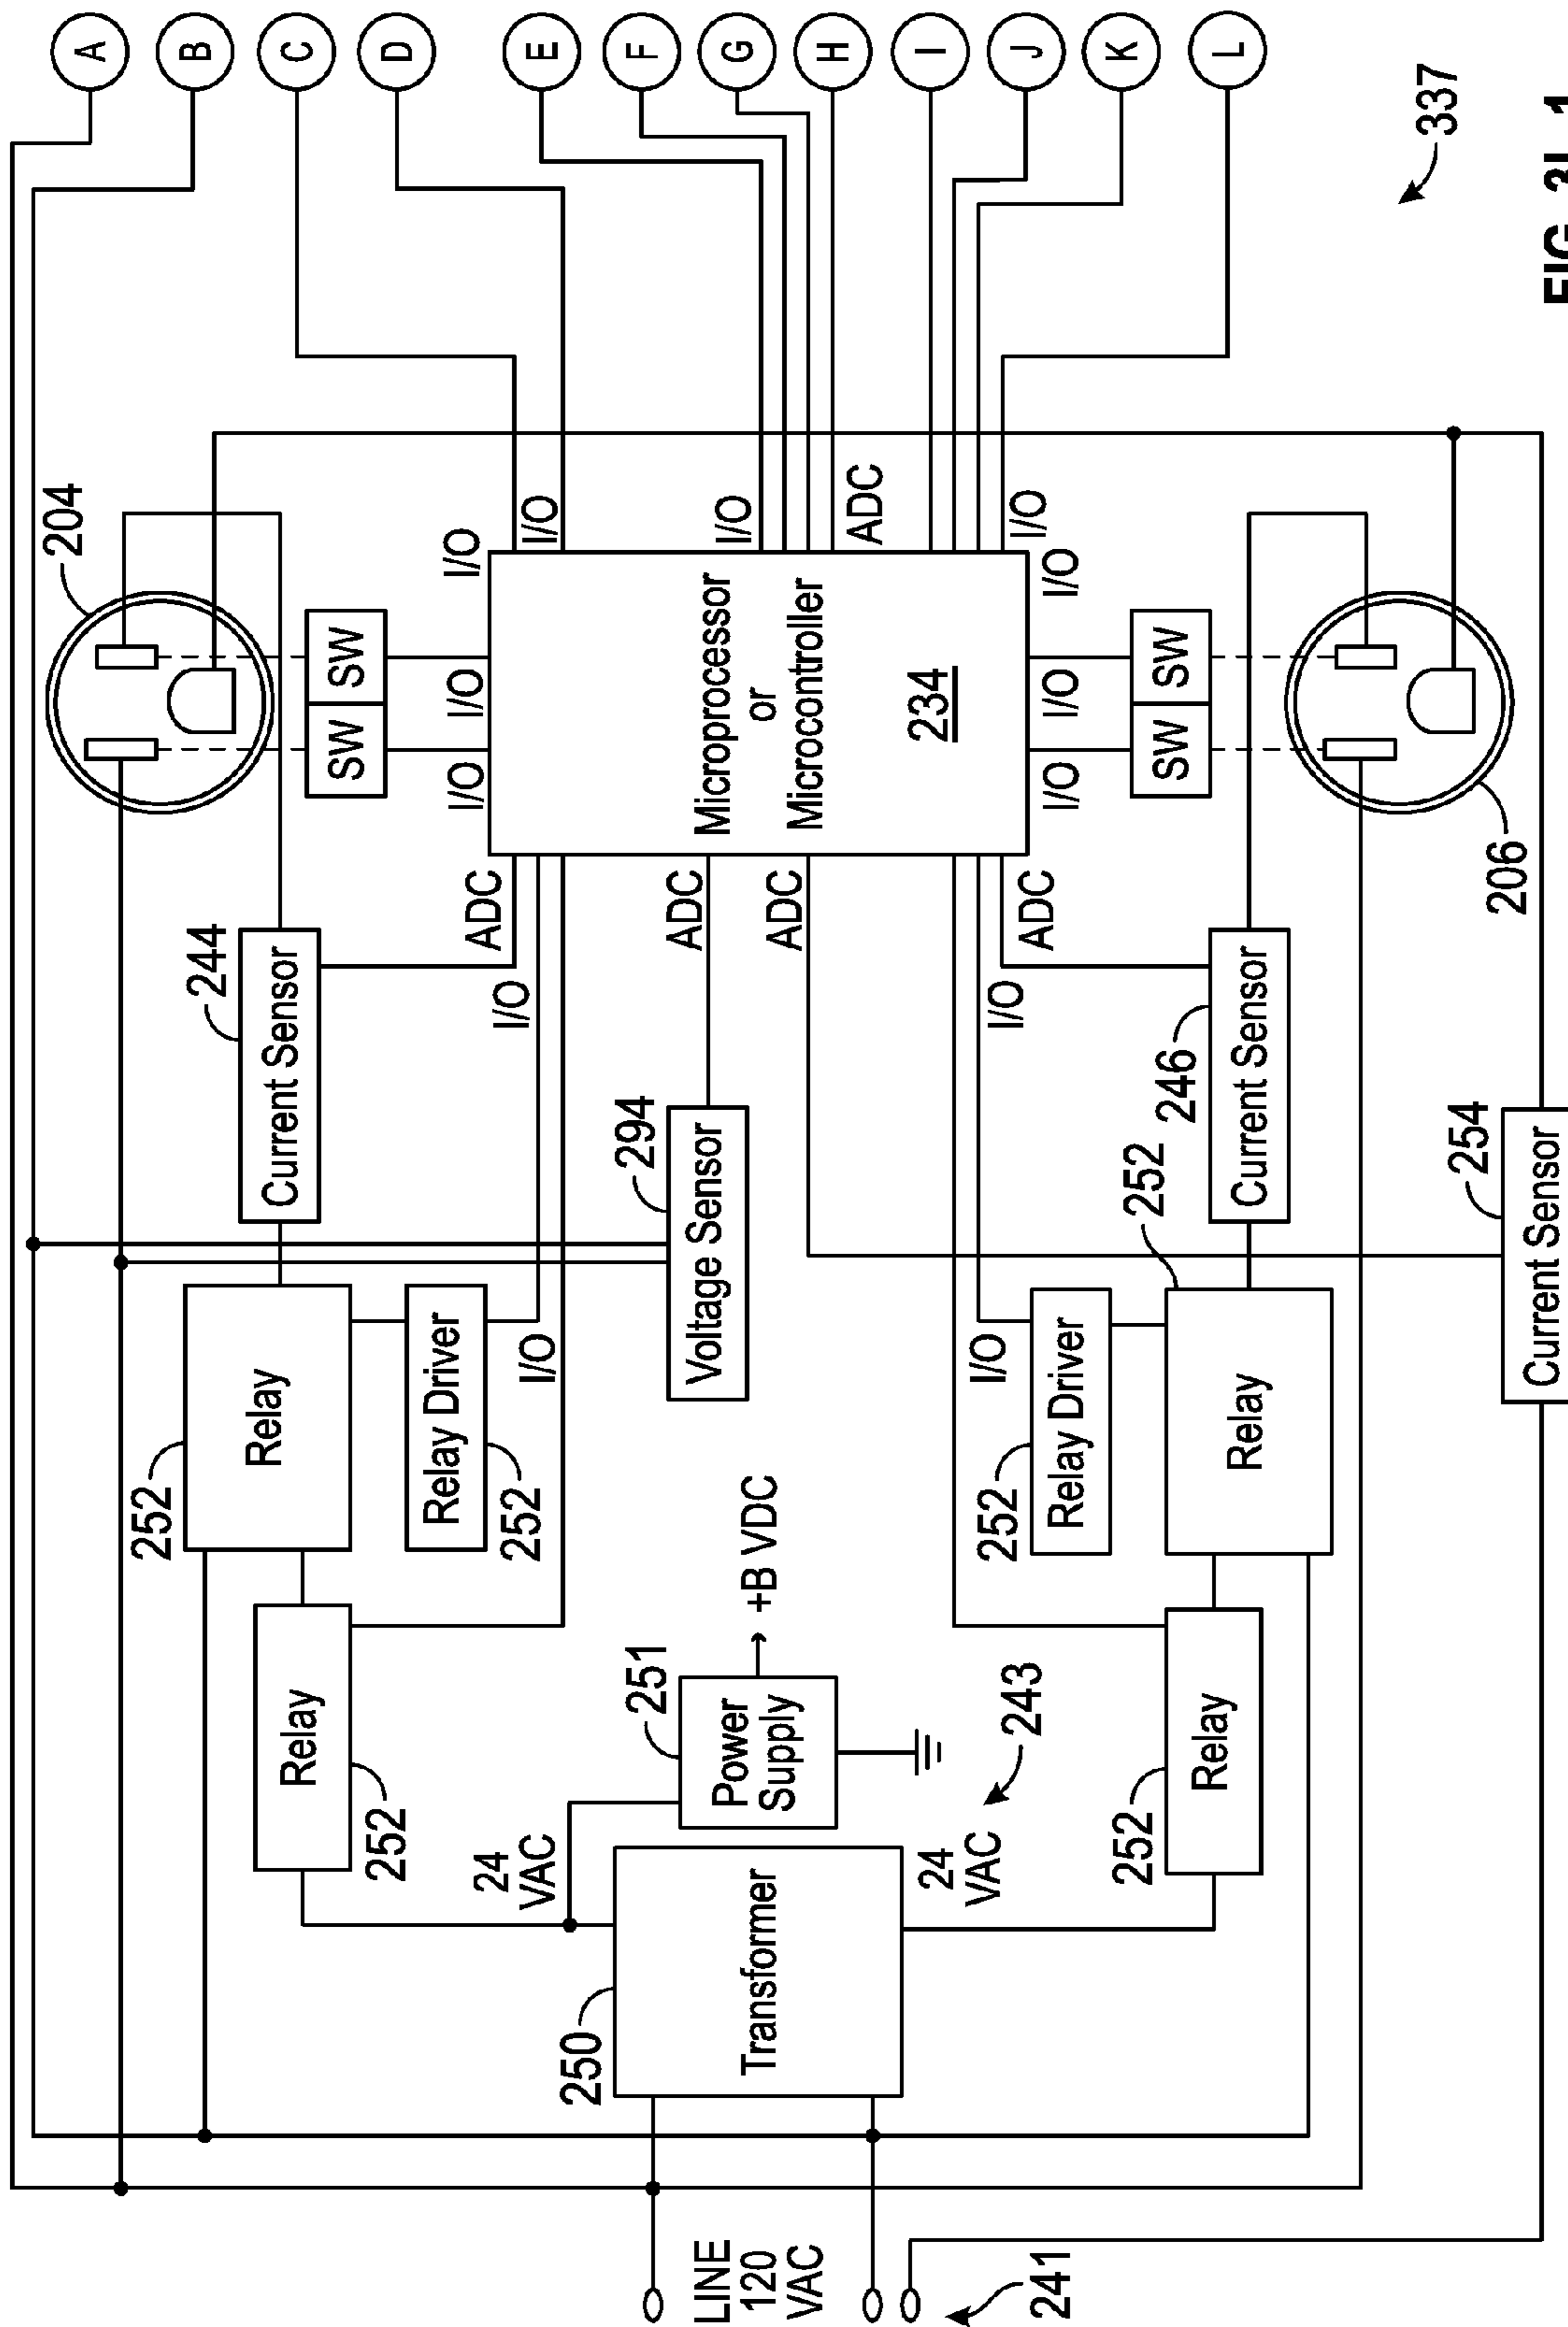 A
B
C
D
E
F
G
H
I
J
K
L
337
204
206
SW
SW
SW
SW
I/O
I/O
I/O
ADC
I/O
I/O
I/O
I/O
I/O
I/O
Microprocessor
or
Microcontroller
234
ADC
I/O
ADC
ADC
ADC
I/O
244
Current Sensor
294
Voltage Sensor
246
Current Sensor
254
Current Sensor
252
Relay
Relay Driver
252
I/O
I/O
252
Relay Driver
252
Relay
+B VDC
251
Power
Supply
243
Relay
252
Relay
252
24
VAC
24
VAC
250
Transformer
LINE
120
VAC
241